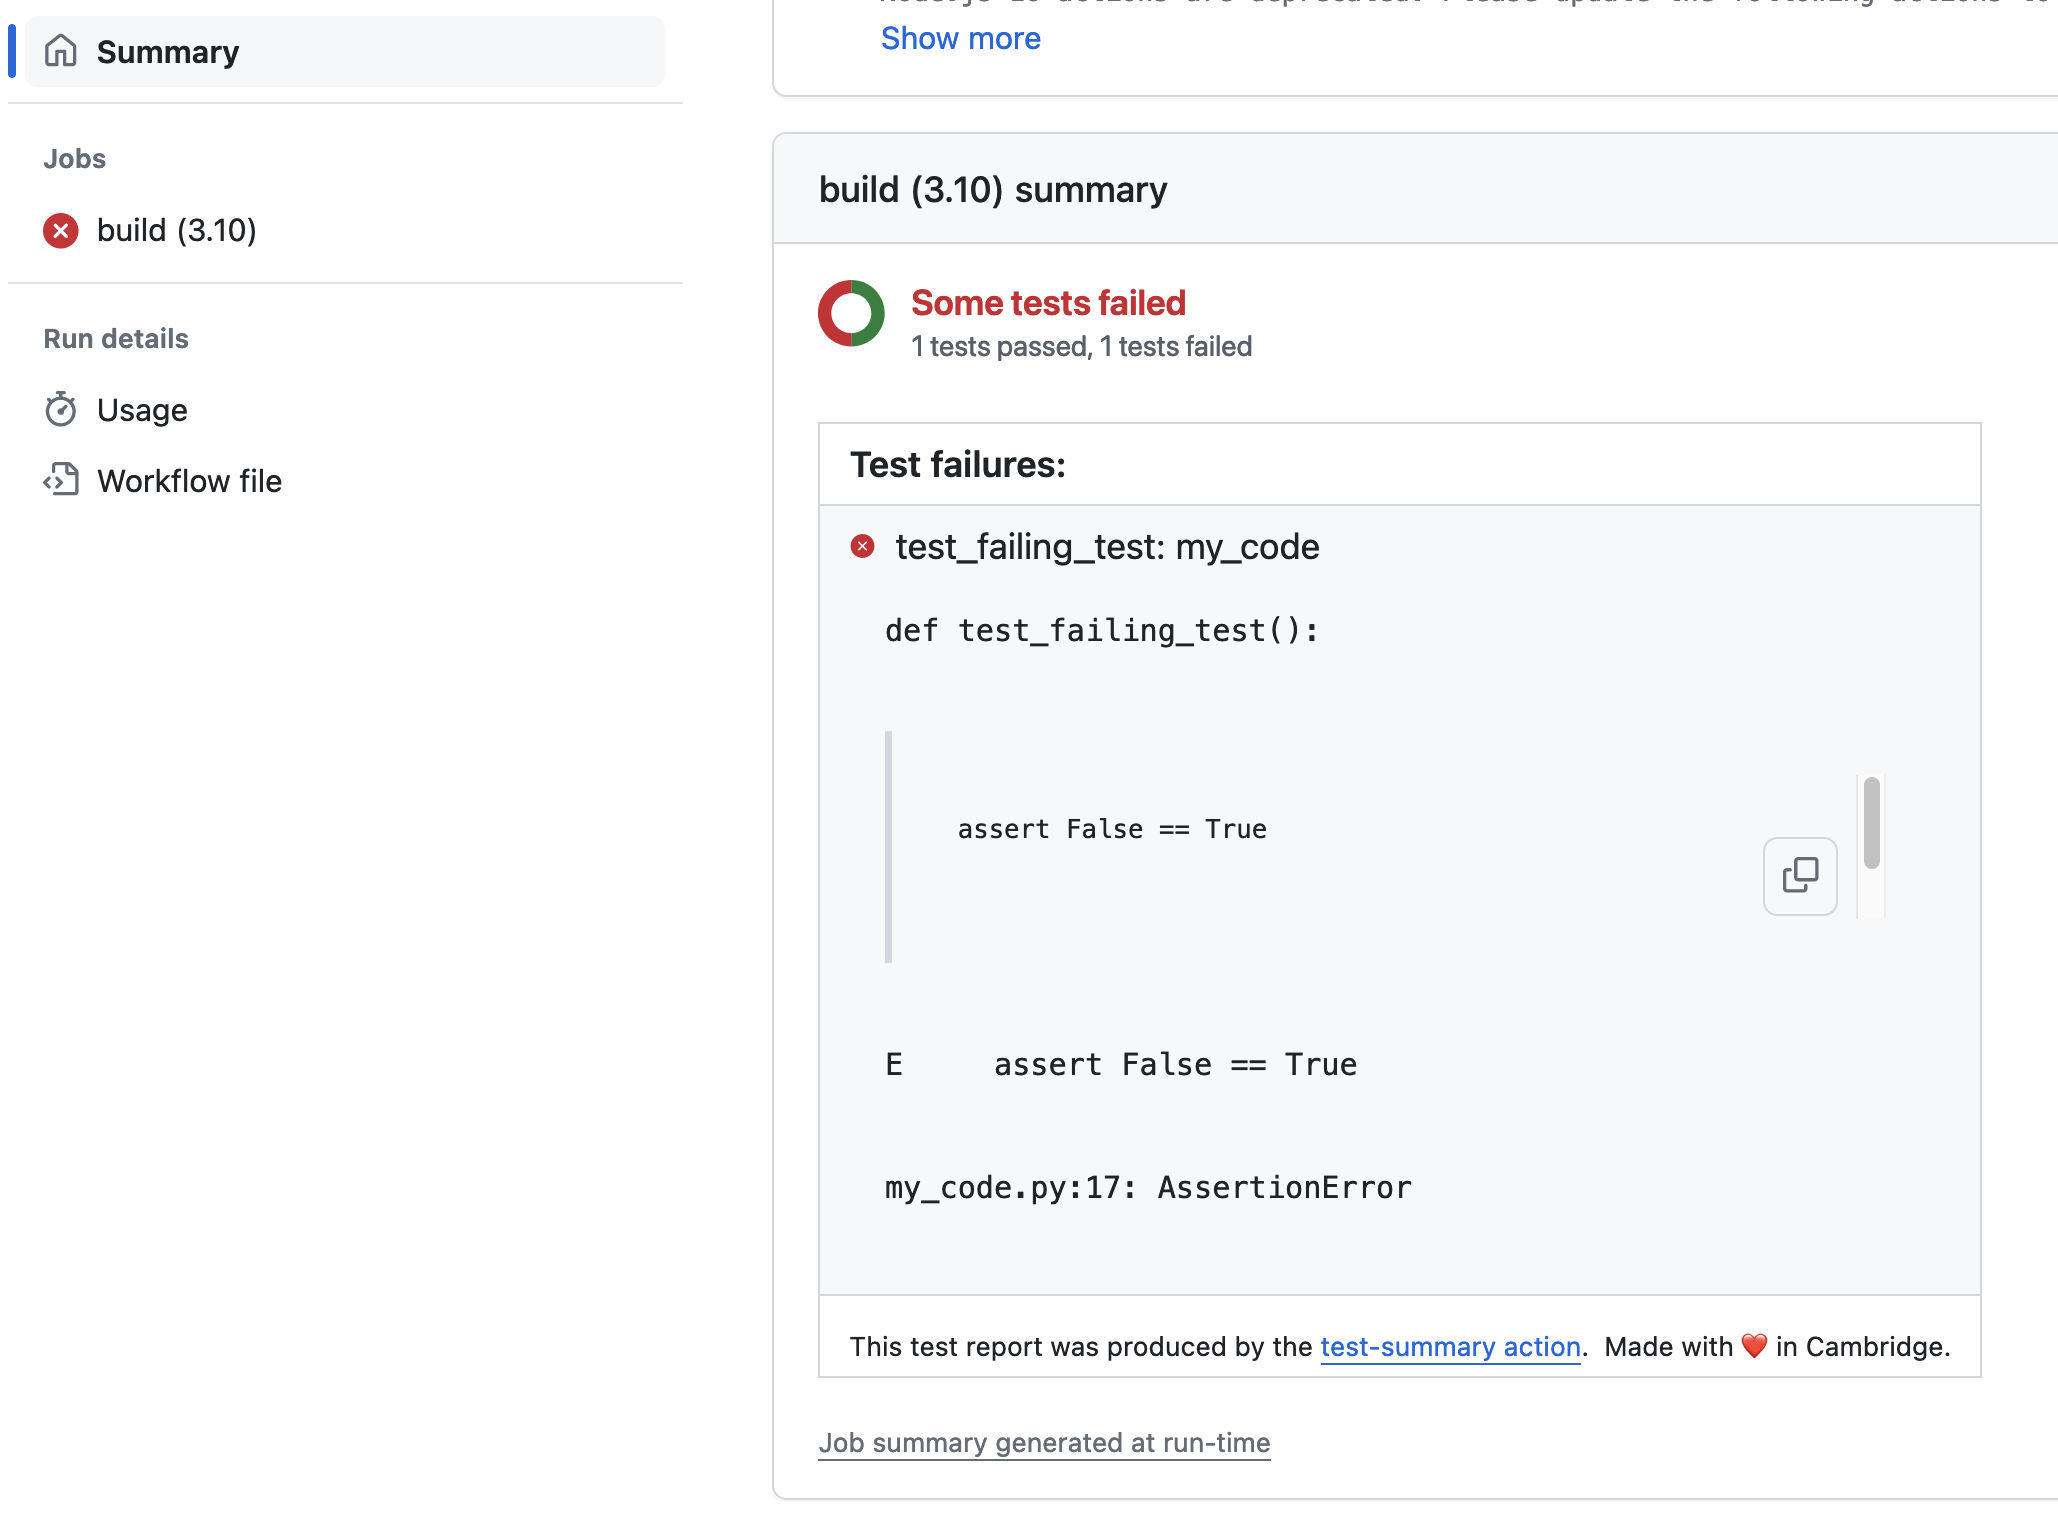 Summary
Jobs
build (3.10)
Run details
Usage
Workflow file
Show more
build (3.10) summary
Some tests failed
1 tests passed, 1 tests failed
Test failures:
test_failing_test: my_code
def test_failing_test():
assert False == True
E     assert False == True
my_code.py:17: AssertionError
This test report was produced by the test-summary action.  Made with ❤️ in Cambridge.
Job summary generated at run-time